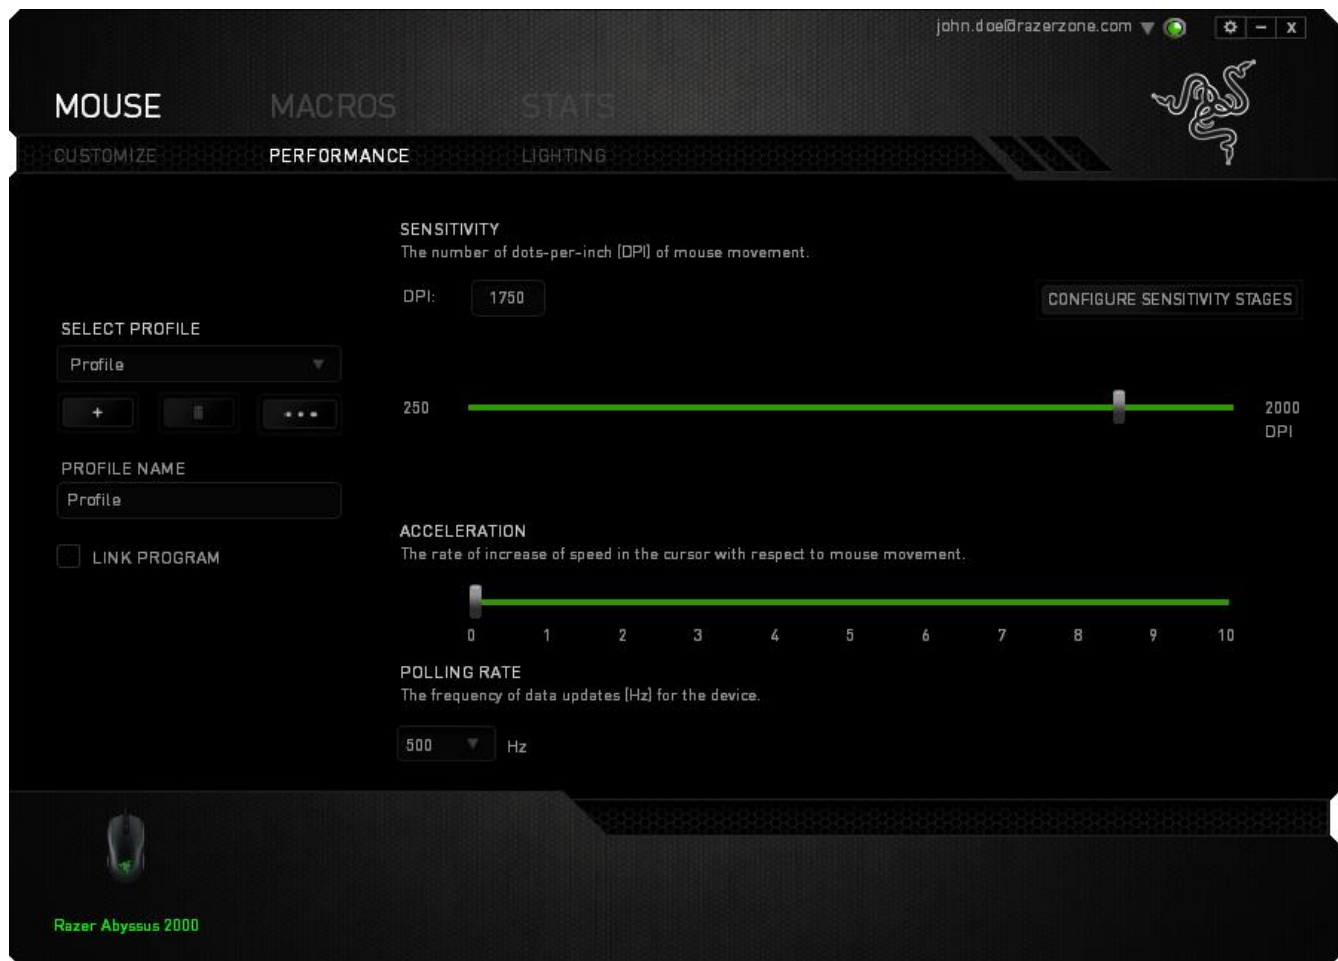 john.doe@razerzone.com
MOUSE MACROS STATS
CUSTOMIZE PERFORMANCE LIGHTING
SENSITIVITY
The number of dots-per-inch (DPI) of mouse movement.
DPI: 1750 CONFIGURE SENSITIVITY STAGES
SELECT PROFILE
Profile
250 2000
DPI
PROFILE NAME
Profile
LINK PROGRAM
ACCELERATION
The rate of increase of speed in the cursor with respect to mouse movement.
0 1 2 3 4 5 6 7 8 9 10
POLLING RATE
The frequency of data updates (Hz) for the device.
500 Hz
Razer Abyssus 2000